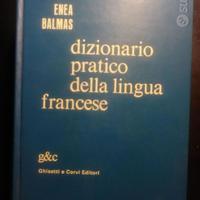 ENEA
BALMAS
dizionario
pratico
della lingua
francese
g&c
Ghisetti e Corvi Editori